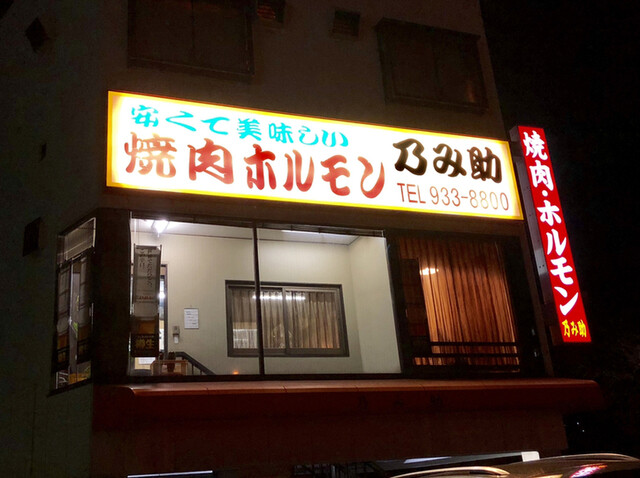 安くて美味しい
焼肉ホルモン 乃み助
TEL 933-8800
焼肉・ホルモン
乃み助